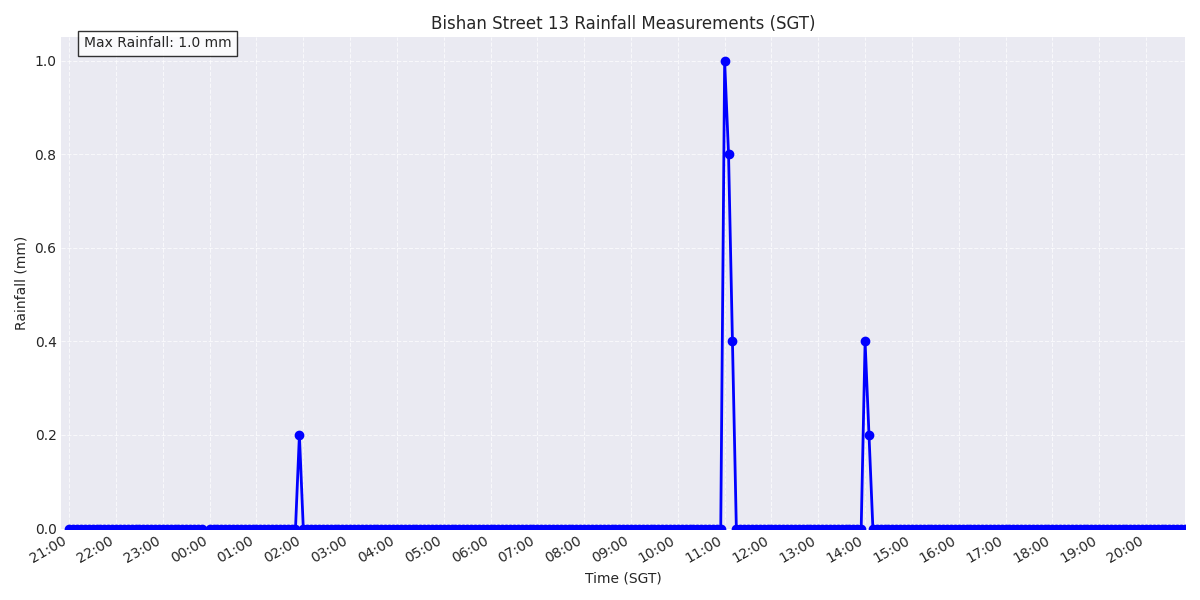 Bishan Street 13 Rainfall Measurements (SGT)
Max Rainfall: 1.0 mm
Rainfall (mm)
1.0
0.8
0.6
0.4
0.2
0.0
21:00 22:00 23:00 00:00 01:00 02:00 03:00 04:00 05:00 06:00 07:00 08:00 09:00 10:00 11:00 12:00 13:00 14:00 15:00 16:00 17:00 18:00 19:00 20:00
Time (SGT)